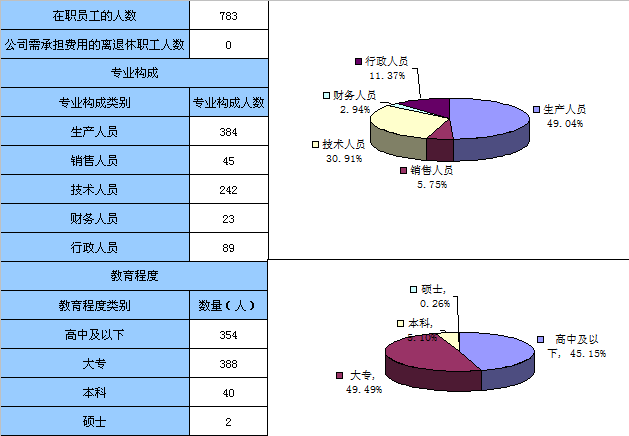 在职员工的人数 783
公司需承担费用的离退休职工人数 0
专业构成
专业构成类别 专业构成人数
生产人员 384
销售人员 45
技术人员 242
财务人员 23
行政人员 89
教育程度
教育程度类别 数量（人）
高中及以下 354
大专 388
本科 40
硕士 2
行政人员
11.37%
财务人员
2.94%
生产人员
49.04%
技术人员
30.91%
销售人员
5.75%
硕士,
0.26%
本科,
5.10%
高中及以
下, 45.15%
大专,
49.49%